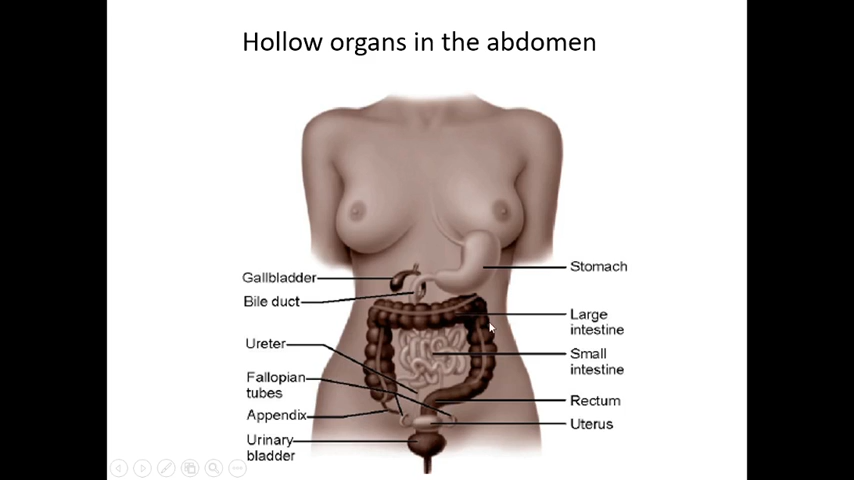 Hollow organs in the abdomen
Gallbladder
Bile duct
Ureter
Fallopian
tubes
Appendix
Urinary
bladder
Stomach
Large
intestine
Small
intestine
Rectum
Uterus